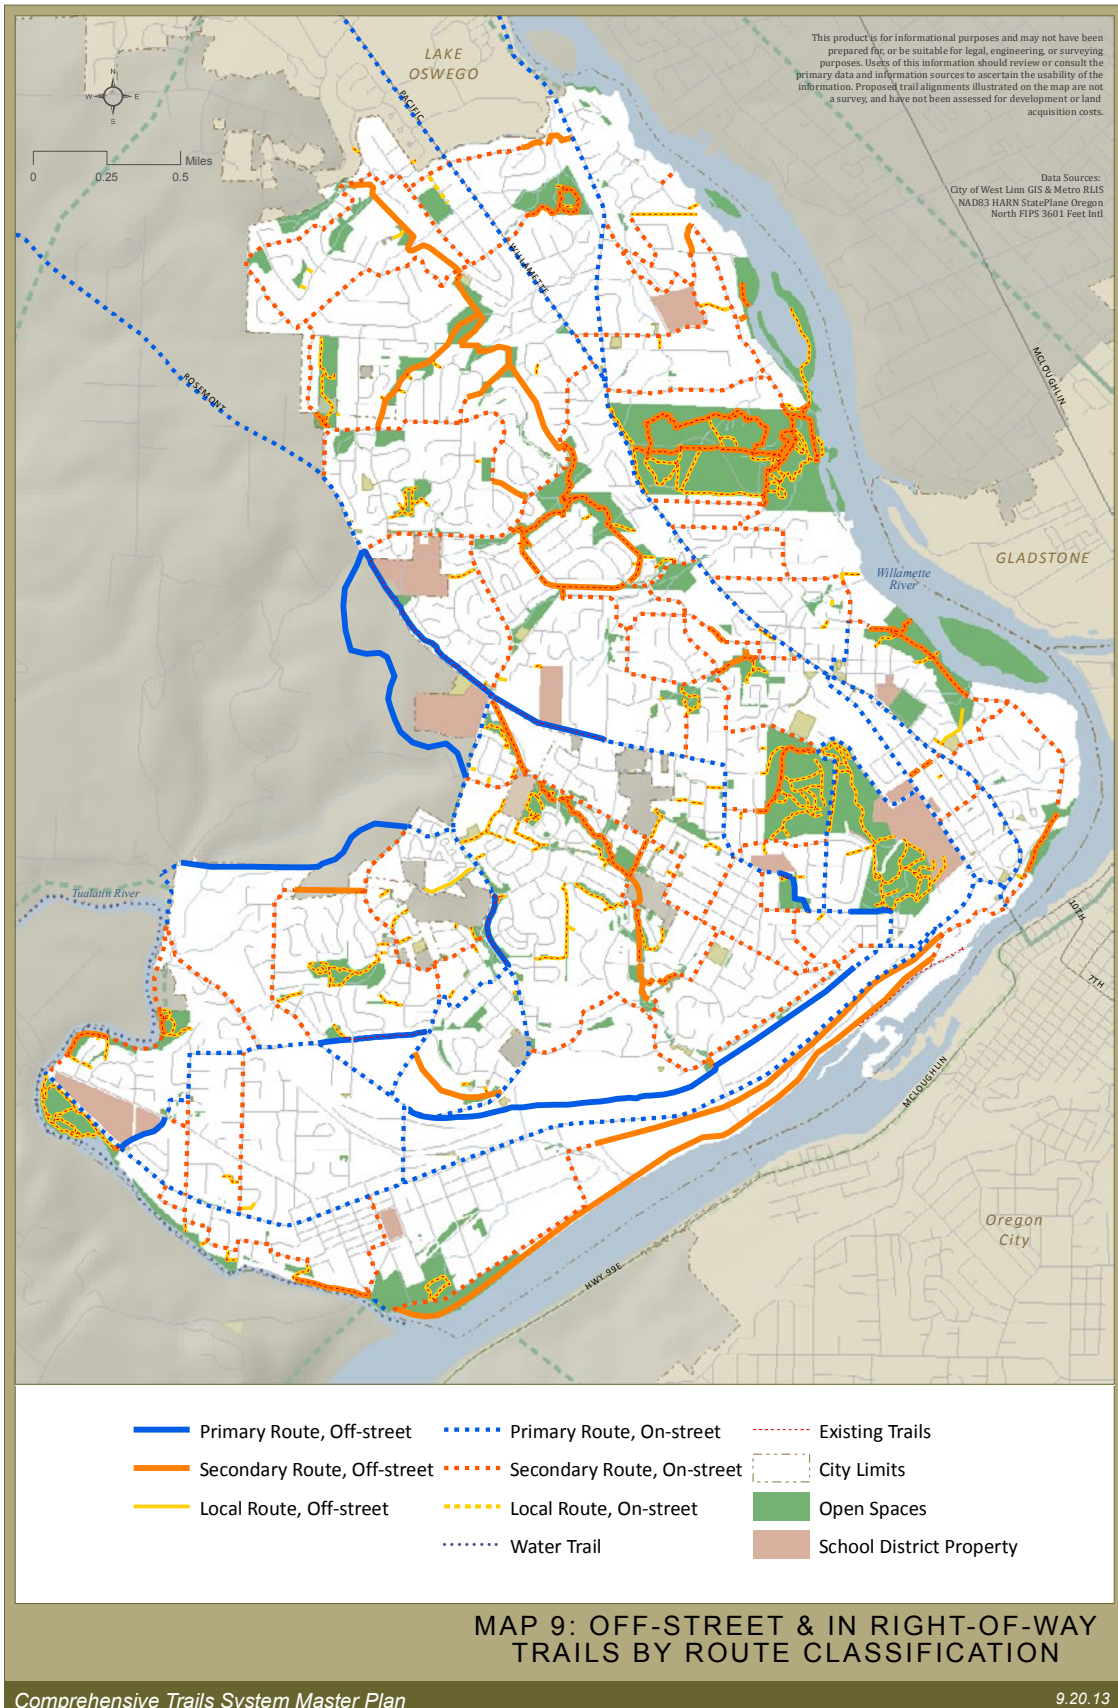 LAKE
OSWEGO
This product is for informational purposes and may not have been
prepared for, or be suitable for legal, engineering, or surveying
purposes. Users of this information should review or consult the
primary data and information sources to ascertain the usability of the
information. Proposed trail alignments illustrated on the map are not
a survey, and have not been assessed for development or land
acquisition costs.
N
W
E
S
Miles
0
0.25
0.5
Data Sources:
City of West Linn GIS & Metro RLIS
NAD83 HARN StatePlane Oregon
North FIPS 3601 Feet Intl
PACIFIC
WILLAMETTE
ROSEMONT
MCLOUGHLIN
GLADSTONE
Willamette
River
Tualatin River
10TH
7TH
MCLOUGHLIN
HWY 99E
Oregon
City
Primary Route, Off-street
Primary Route, On-street
Existing Trails
Secondary Route, Off-street
Secondary Route, On-street
City Limits
Local Route, Off-street
Local Route, On-street
Open Spaces
Water Trail
School District Property
MAP 9: OFF-STREET & IN RIGHT-OF-WAY
TRAILS BY ROUTE CLASSIFICATION
Comprehensive Trails System Master Plan
9.20.13